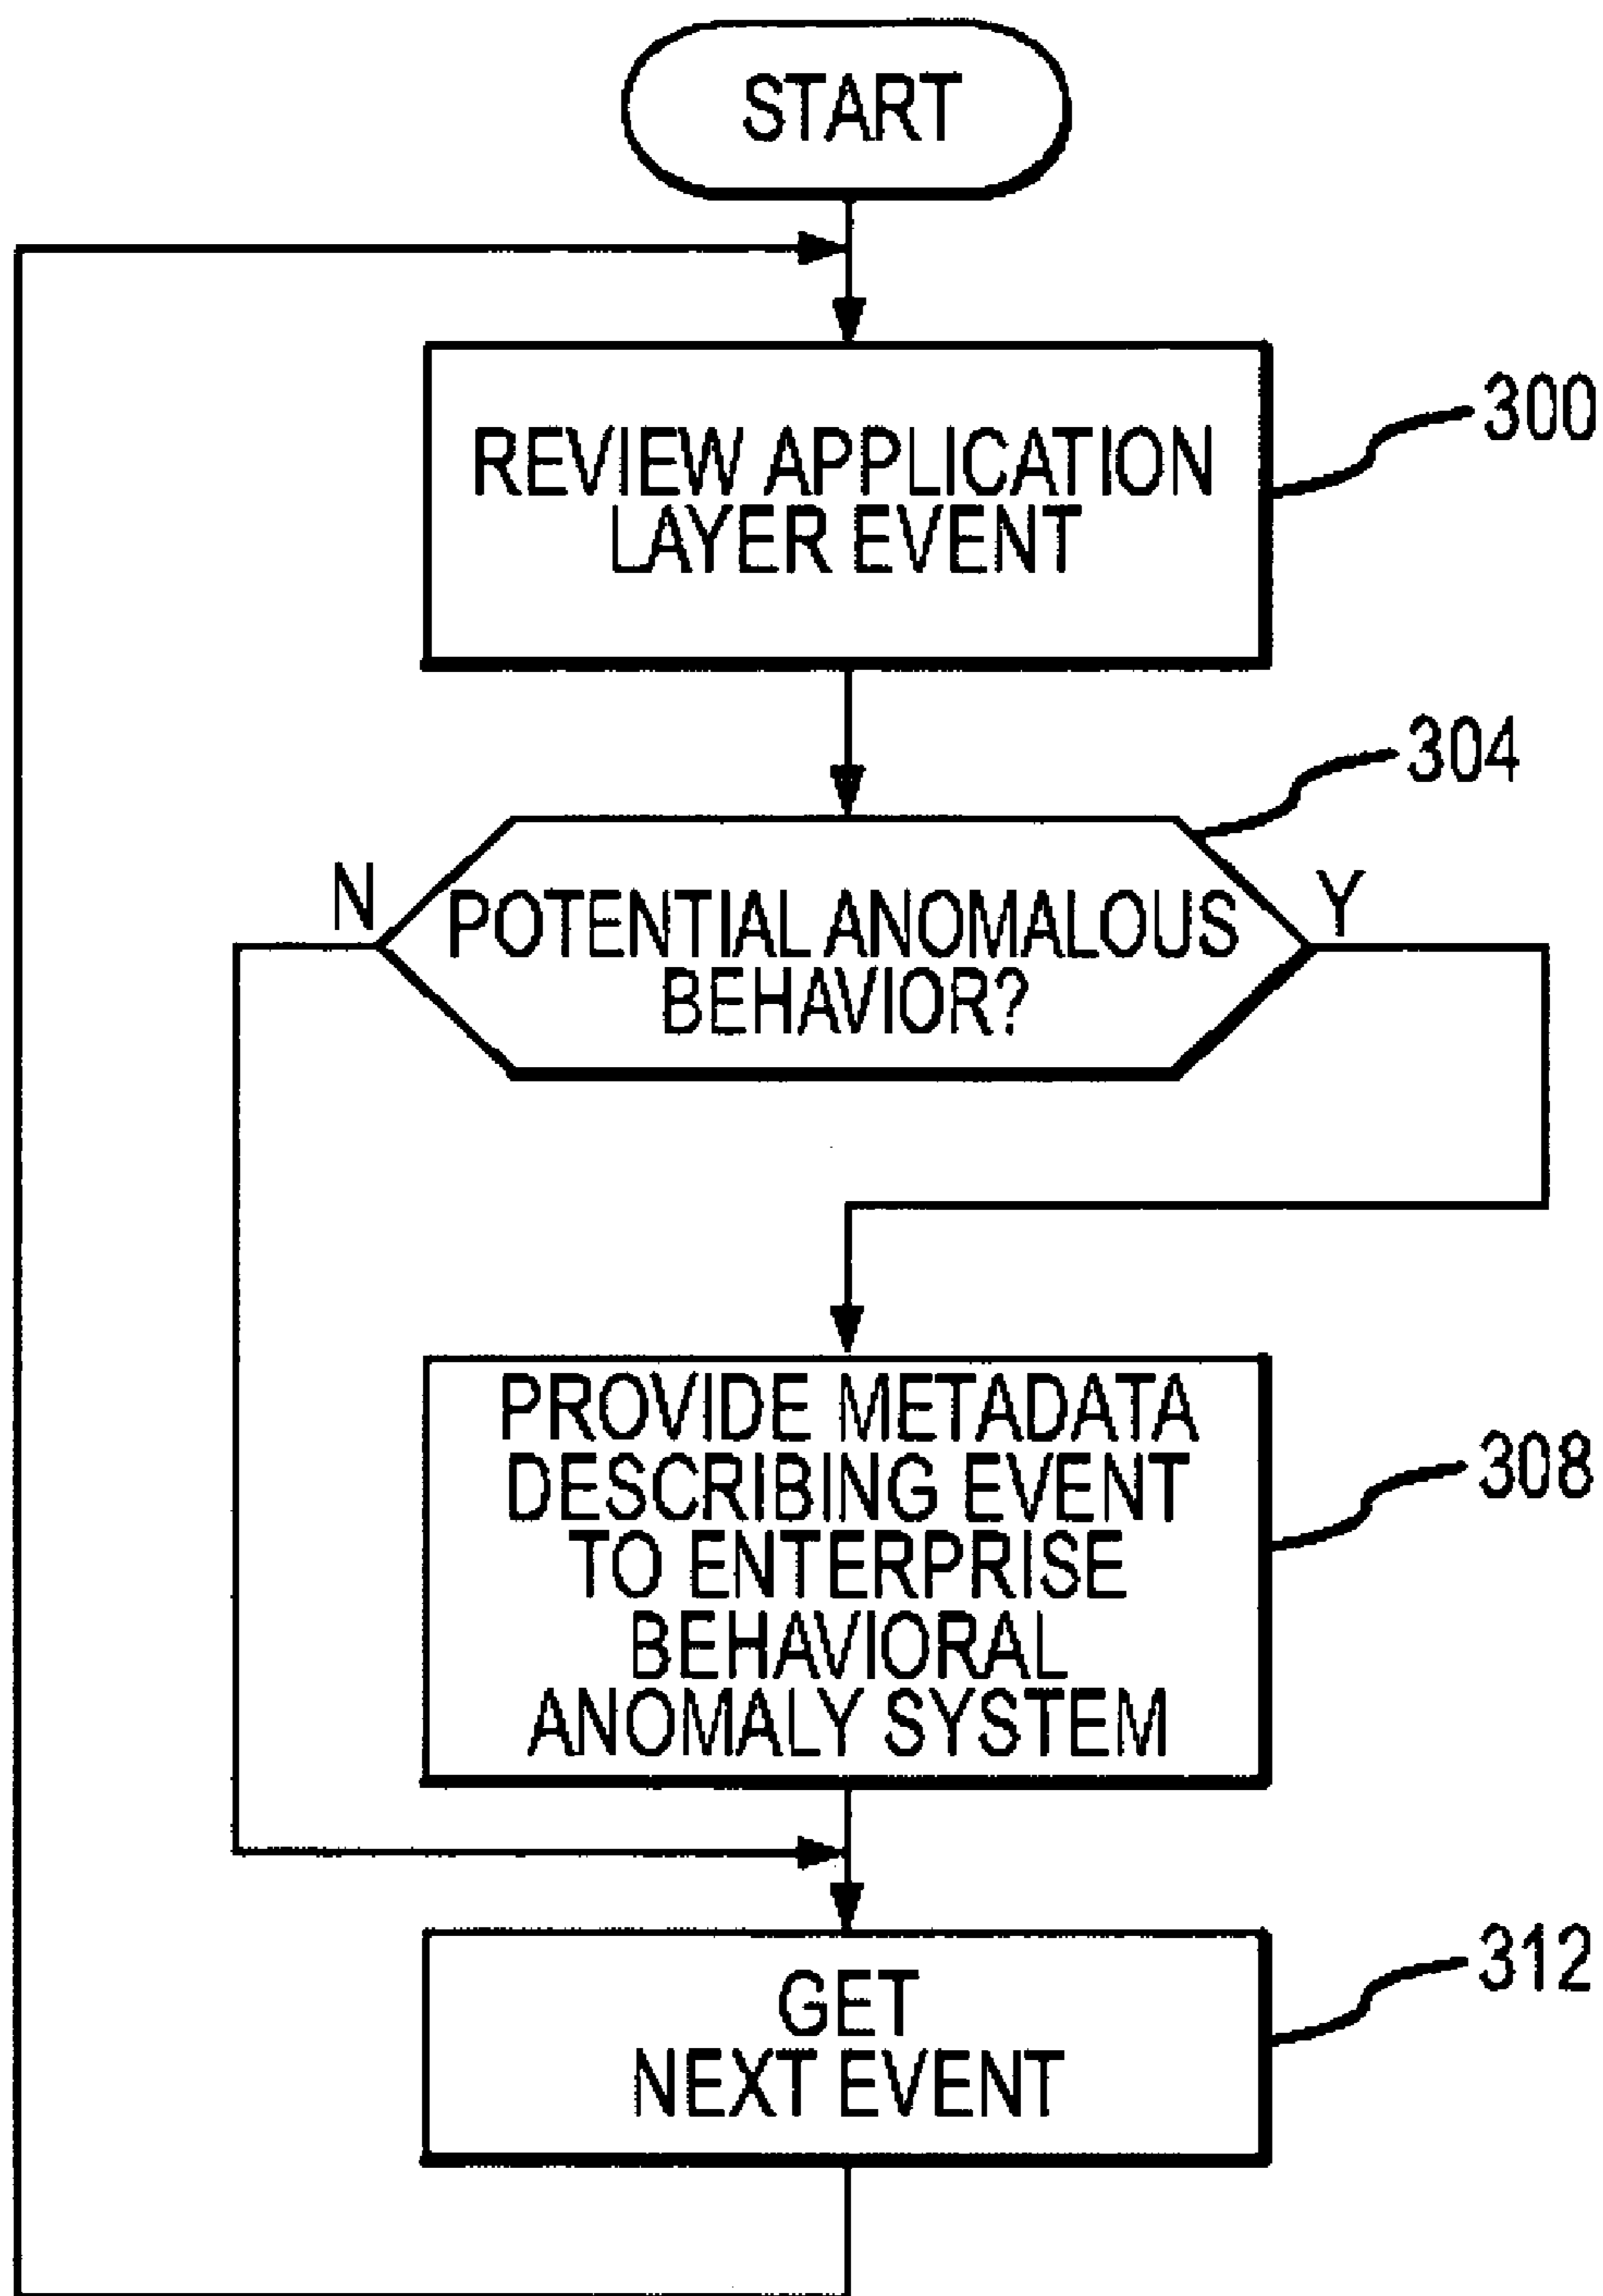 START
REVIEW APPLICATION
LAYER EVENT
300
304
N
POTENTIAL ANOMALOUS
BEHAVIOR?
Y
PROVIDE METADATA
DESCRIBING EVENT
TO ENTERPRISE
BEHAVIORAL
ANOMALY SYSTEM
308
GET
NEXT EVENT
312